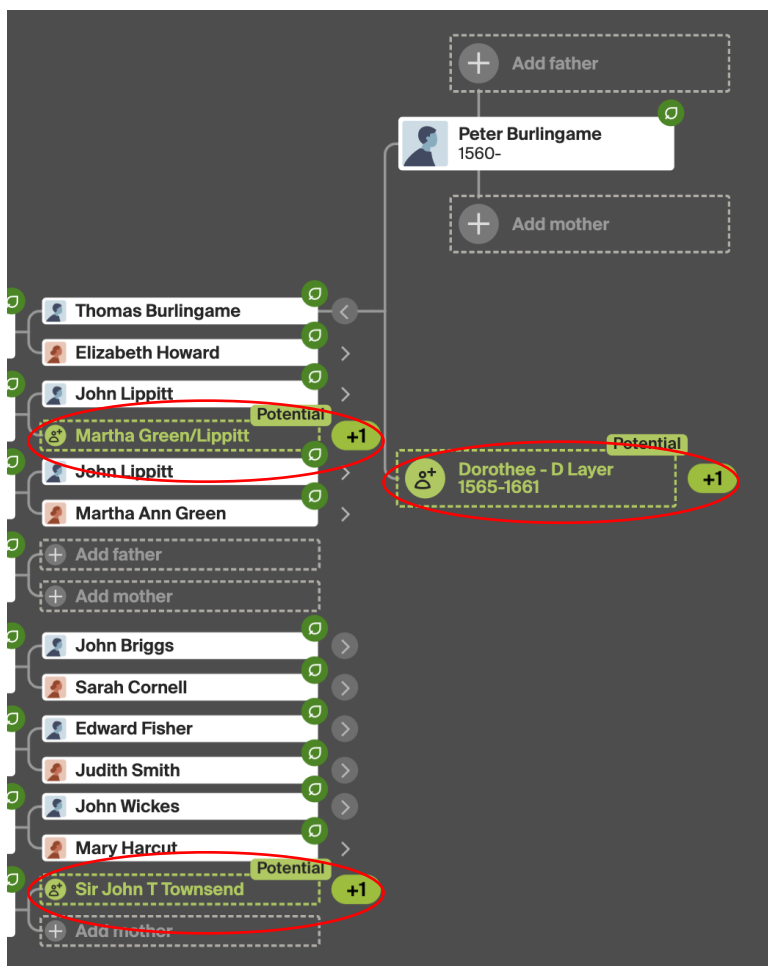 Add father
Peter Burlingame
1560-
Add mother
Thomas Burlingame
Elizabeth Howard
John Lippitt
Potential
Martha Green/Lippitt
+1
John Lippitt
Martha Ann Green
Potential
Dorothee - D Layer
1565-1661
+1
Add father
Add mother
John Briggs
Sarah Cornell
Edward Fisher
Judith Smith
John Wickes
Mary Harcut
Potential
Sir John T Townsend
+1
Add mother